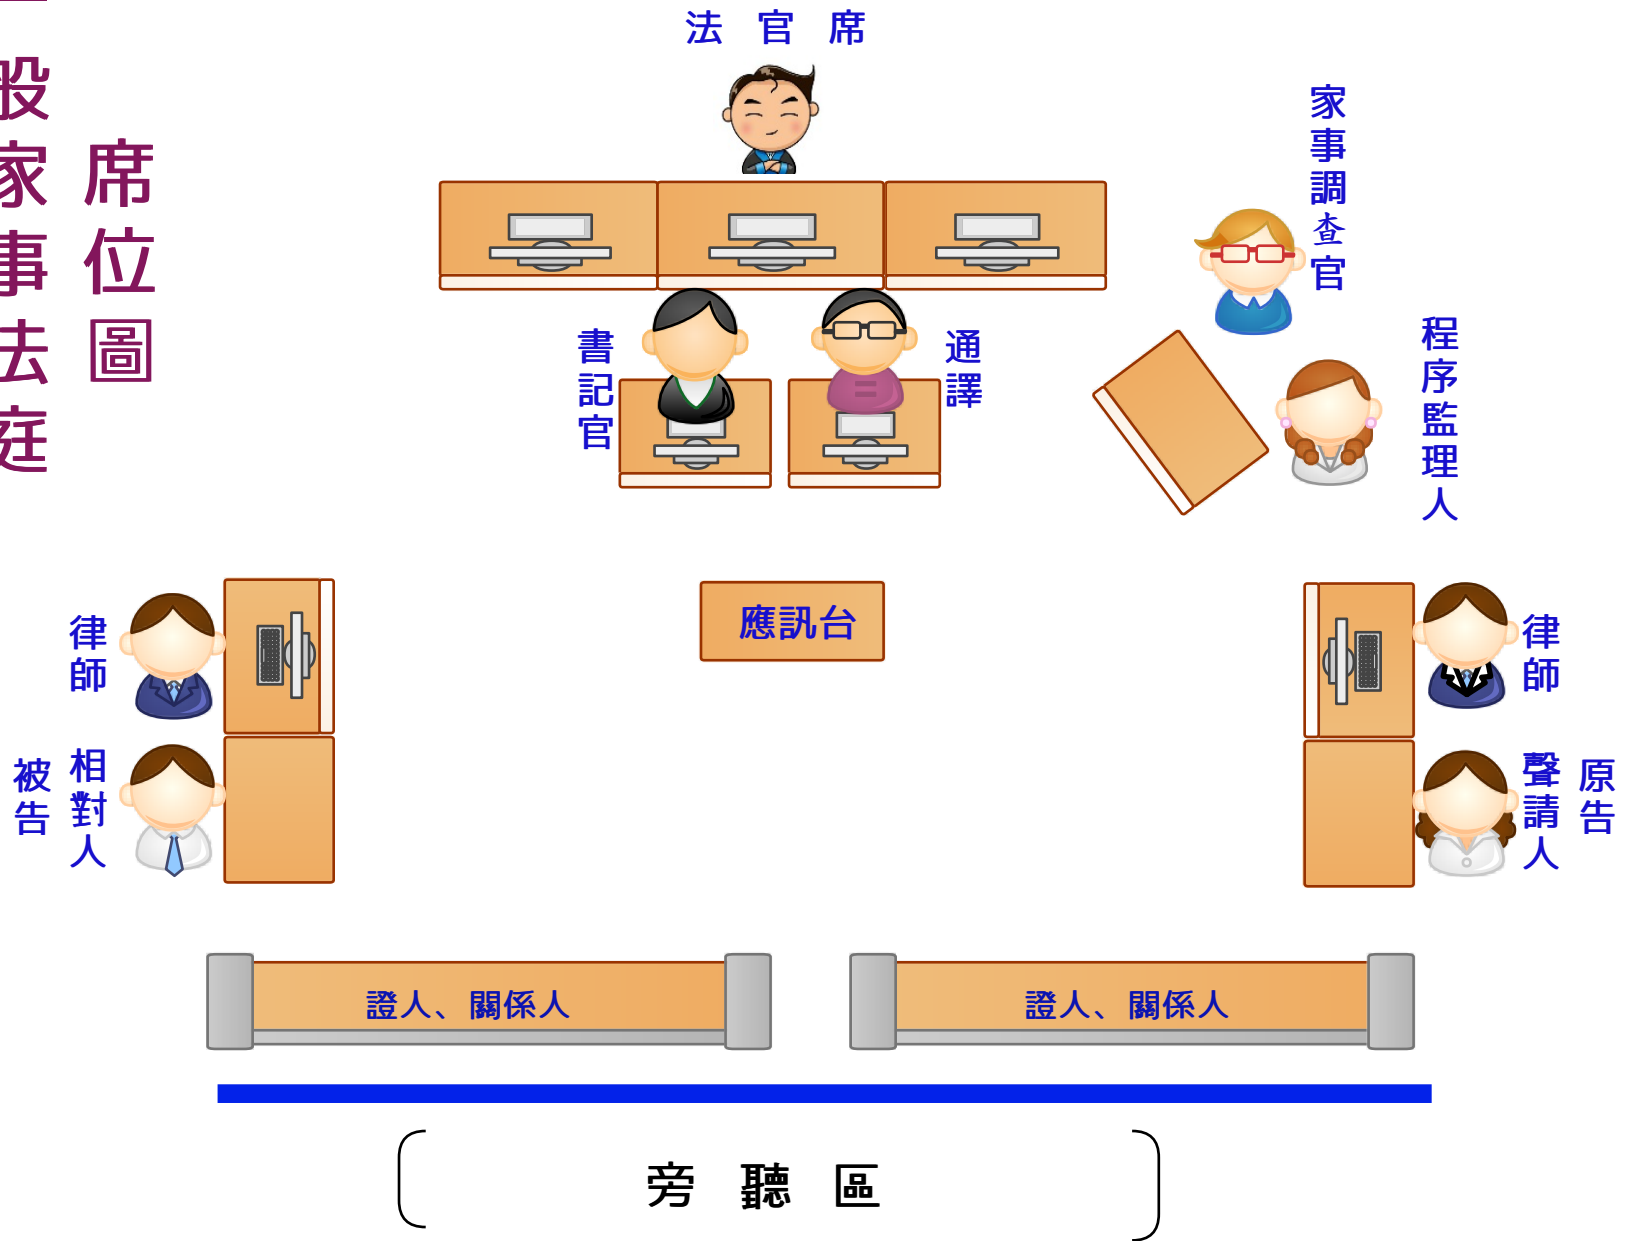 般家事法庭
席位圖
法官席
家事調查官
程序監理人
書記官
通譯
應訊台
律師
相對人
被告
律師
聲請人
原告
證人、關係人
證人、關係人
旁聽區